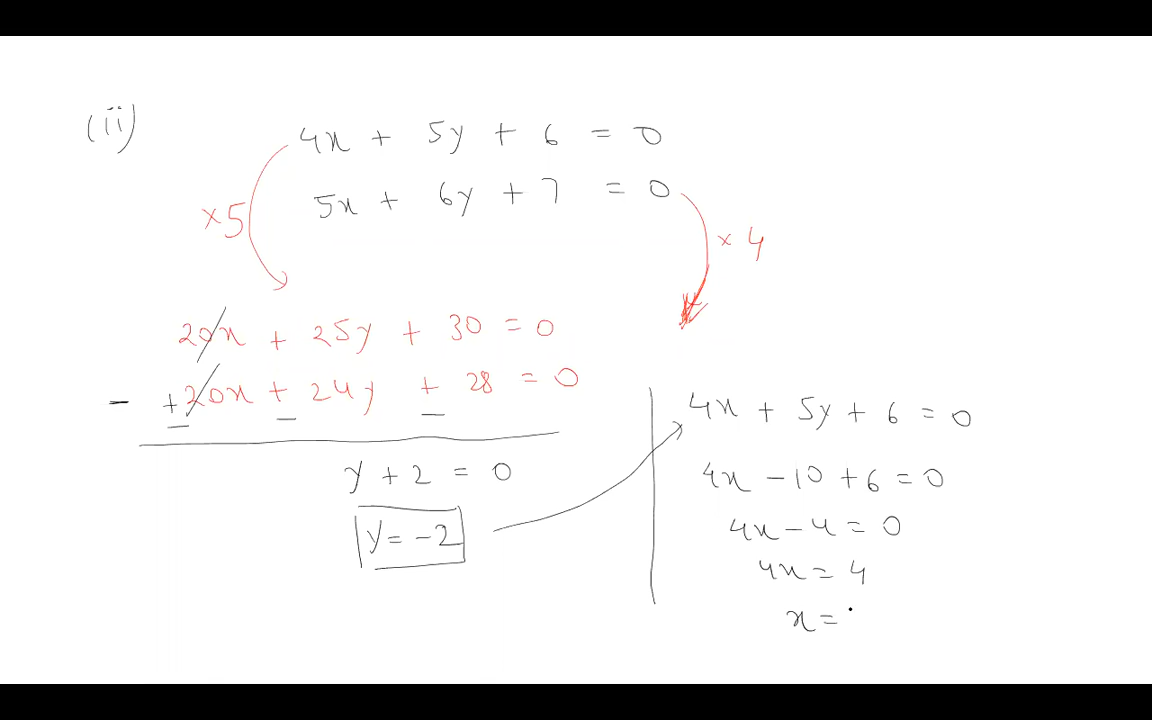 (ii)
4x + 5y + 6 = 0
5x + 6y + 7 = 0
×5
× 4
20x + 25y + 30 = 0
- +20x + 24y + 28 = 0
- - -
y + 2 = 0
y = -2
4x + 5y + 6 = 0
4x - 10 + 6 = 0
4x - 4 = 0
4x = 4
x =